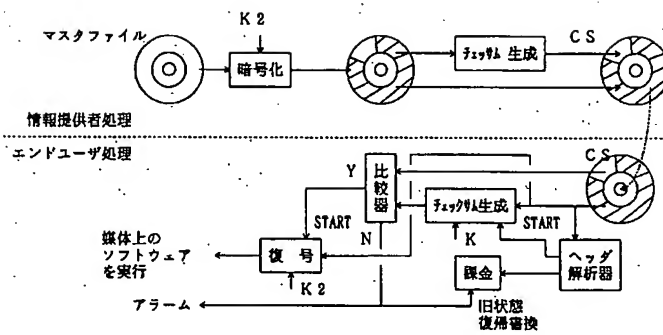 K2
マスタファイル
チェッサム 生成
CS
暗号化
情報提供者処理
エンドユーザ処理
CS
Y
比較器
START
チェックサム生成
START
媒体上の
ソフトウェア
を実行
N
復号
K
課金
ヘッダ
解析器
K2
アラーム
旧状態
復帰書換